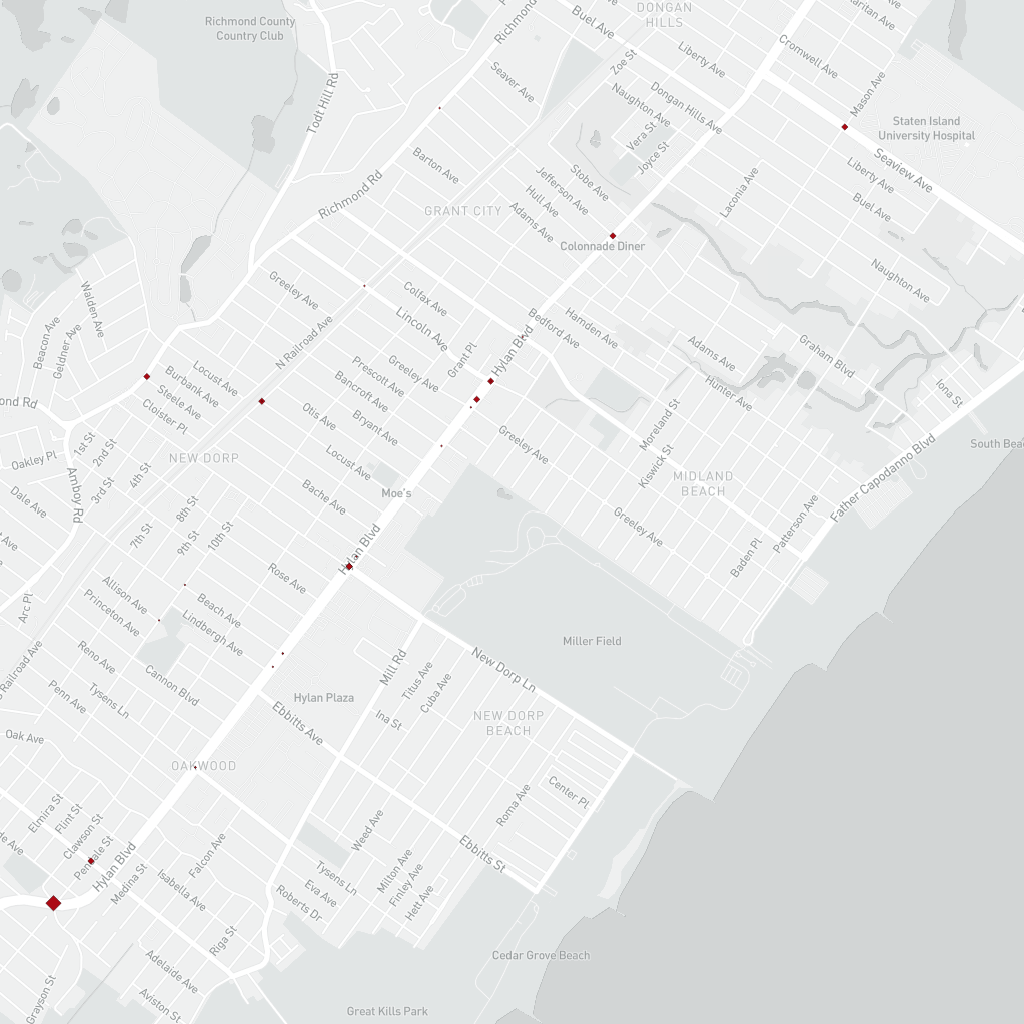 Richmond County
Country Club
DONGAN
HILLS
Buel Ave
Cromwell Ave
Liberty Ave
Zoe St
Seaver Ave
Todt Hill Rd
Naughton Ave
Dongan Hills Ave
Mason Ave
Vera St
Joyce St
Staten Island
University Hospital
Seaview Ave
Barton Ave
Stobe Ave
Jefferson Ave
Hull Ave
Adams Ave
Laconia Ave
Liberty Ave
Buel Ave
Richmond Rd
GRANT CITY
Colonnade Diner
Naughton Ave
Walden Ave
Beacon Ave
Geldner Ave
Greeley Ave
Colfax Ave
Lincoln Ave
N Railroad Ave
Hylan Blvd
Bedford Ave
Hamden Ave
Adams Ave
Graham Blvd
Hunter Ave
Iona St
Grant Pl
Greeley Ave
Prescott Ave
Bancroft Ave
Bryant Ave
Otis Ave
Locust Ave
Burbank Ave
Steele Ave
Cloister Pl
Locust Ave
Bache Ave
Moe's
NEW DORP
1st St
2nd St
3rd St
4th St
7th St
8th St
9th St
10th St
Oakley Pl
Amboy Rd
Dale Ave
Greeley Ave
Moreland St
Kiswick St
MIDLAND
BEACH
Greeley Ave
Father Capodanno Blvd
Patterson Ave
Baden Pl
Hylan Blvd
Rose Ave
Allison Ave
Princeton Ave
Beach Ave
Lindbergh Ave
Arc Pl
Railroad Ave
Reno Ave
Penn Ave
Tysens Ln
Cannon Blvd
Oak Ave
Miller Field
New Dorp Ln
Mill Rd
Titus Ave
Cuba Ave
Ina St
Hylan Plaza
Ebbitts Ave
NEW DORP
BEACH
OAKWOOD
Center Pl
Roma Ave
Ebbitts St
Elmira St
Flint St
Clawson St
Hylan Blvd
Medina St
Falcon Ave
Isabella Ave
Weed Ave
Tysens Ln
Eva Ave
Roberts Dr
Milton Ave
Finley Ave
Hett Ave
Riga St
Adelaide Ave
Aviston St
Grayson St
Cedar Grove Beach
Great Kills Park